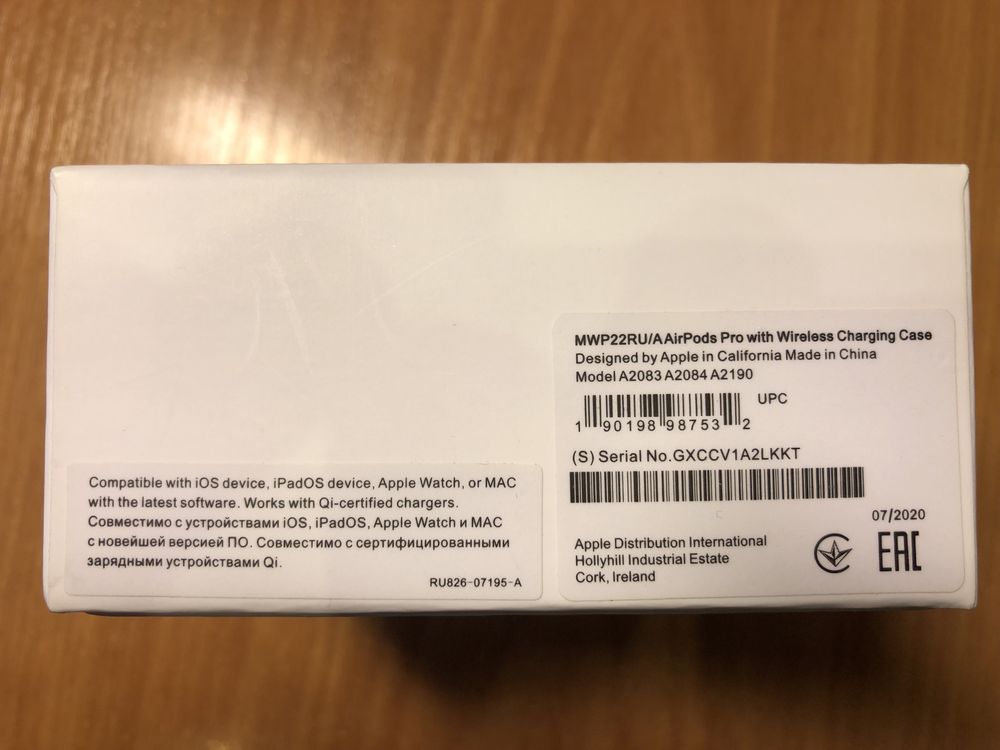 MWP22RU/AAirPods Pro with Wireless Charging Case
Designed by Apple in California Made in China
Model A2083 A2084 A2190
UPC
1 90198 98753 2
(S) Serial No.GXCCV1A2LKKT
07/2020
Apple Distribution International
Hollyhill Industrial Estate
Cork, Ireland
EAC
Compatible with iOS device, iPadOS device, Apple Watch, or MAC
with the latest software. Works with Qi-certified chargers.
Совместимо с устройствами iOS, iPadOS, Apple Watch и MAC
с новейшей версией ПО. Совместимо с сертифицированными
зарядными устройствами Qi.
RU826-07195-A